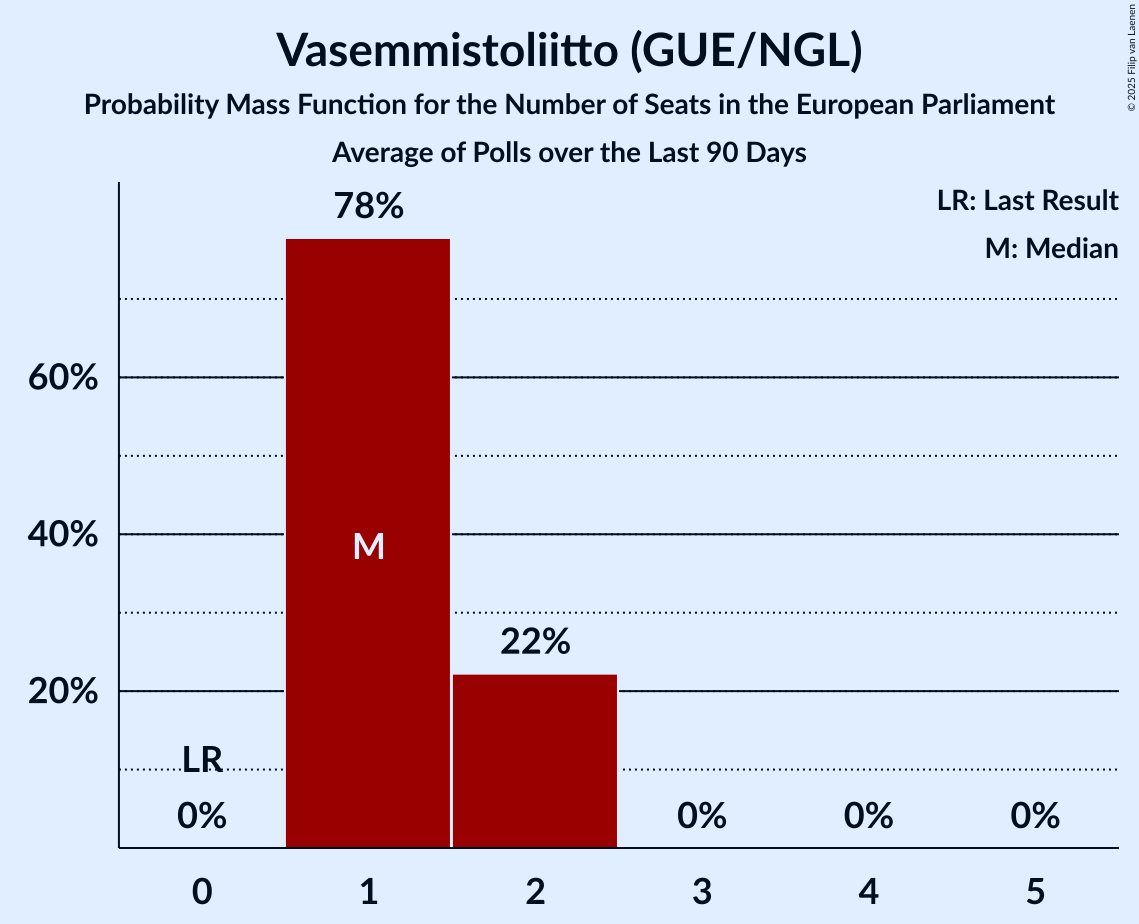 Vasemmistoliitto (GUE/NGL)
Probability Mass Function for the Number of Seats in the European Parliament
Average of Polls over the Last 90 Days
© 2025 Filip van Laenen
LR: Last Result
M: Median
78%
60%
40%
M
22%
20%
LR
0%
0%
0%
0%
0
1
2
3
4
5